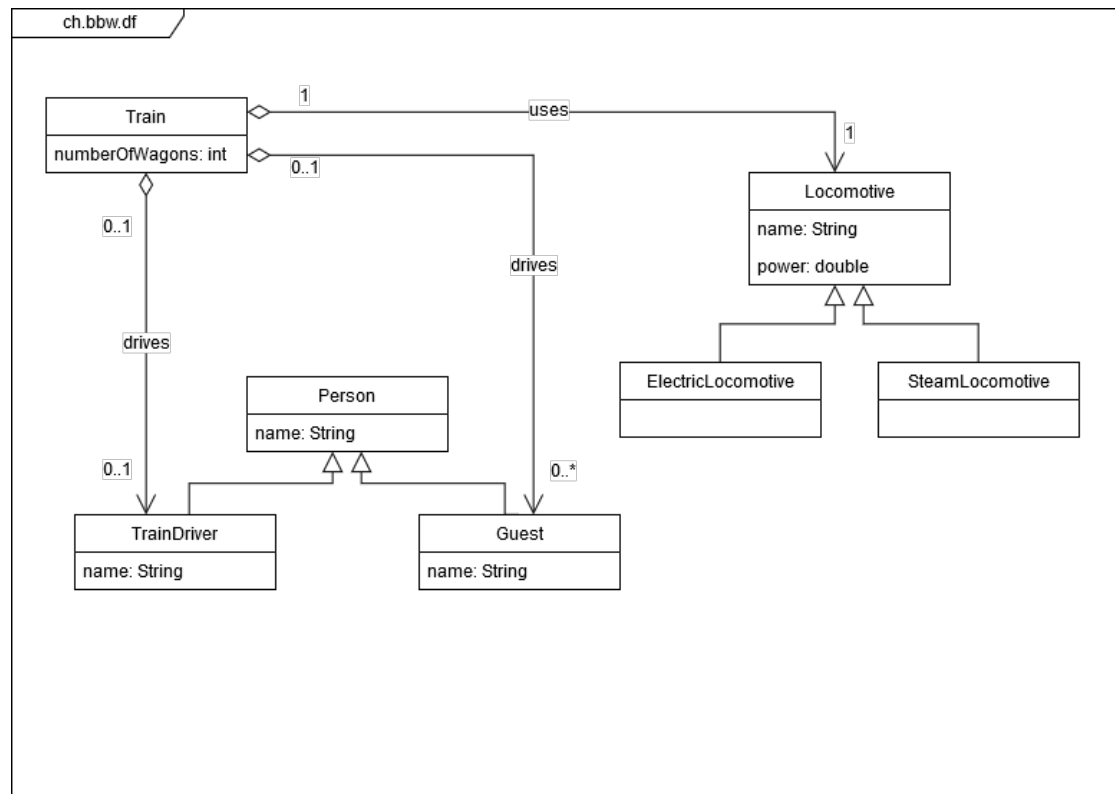 ch.bbw.df
Train
numberOfWagons: int
1
uses
1
0..1
0..1
drives
drives
0..1
0..*
Locomotive
name: String
power: double
ElectricLocomotive
SteamLocomotive
Person
name: String
TrainDriver
name: String
Guest
name: String